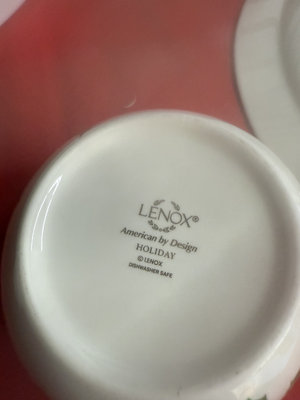 LENOX®
American by Design
HOLIDAY
© LENOX
DISHWASHER SAFE